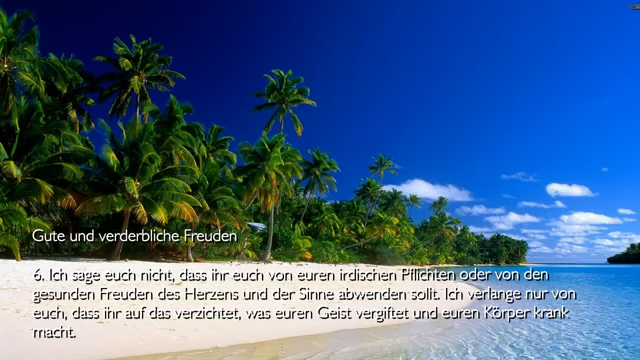 Gute und verderbliche Freuden
6. Ich sage euch nicht, dass ihr euch von euren irdischen Pflichten oder von den
gesunden Freuden des Herzens und der Sinne abwenden sollt. Ich verlange nur von
euch, dass ihr auf das verzichtet, was euren Geist vergiftet und euren Körper krank
macht.